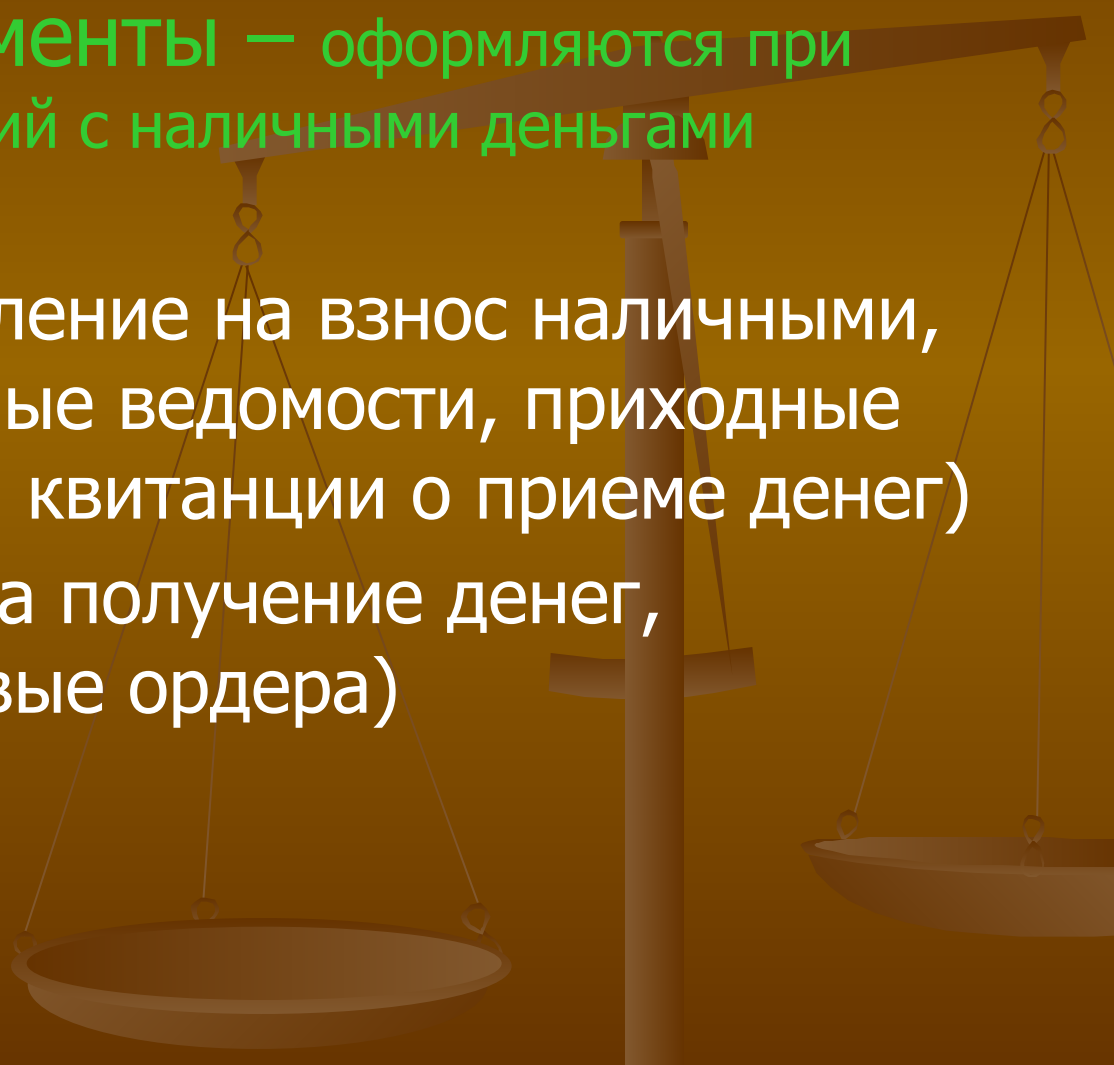 менты – оформляются при
ий с наличными деньгами
ление на взнос наличными,
ые ведомости, приходные
квитанции о приеме денег)
а получение денег,
вые ордера)